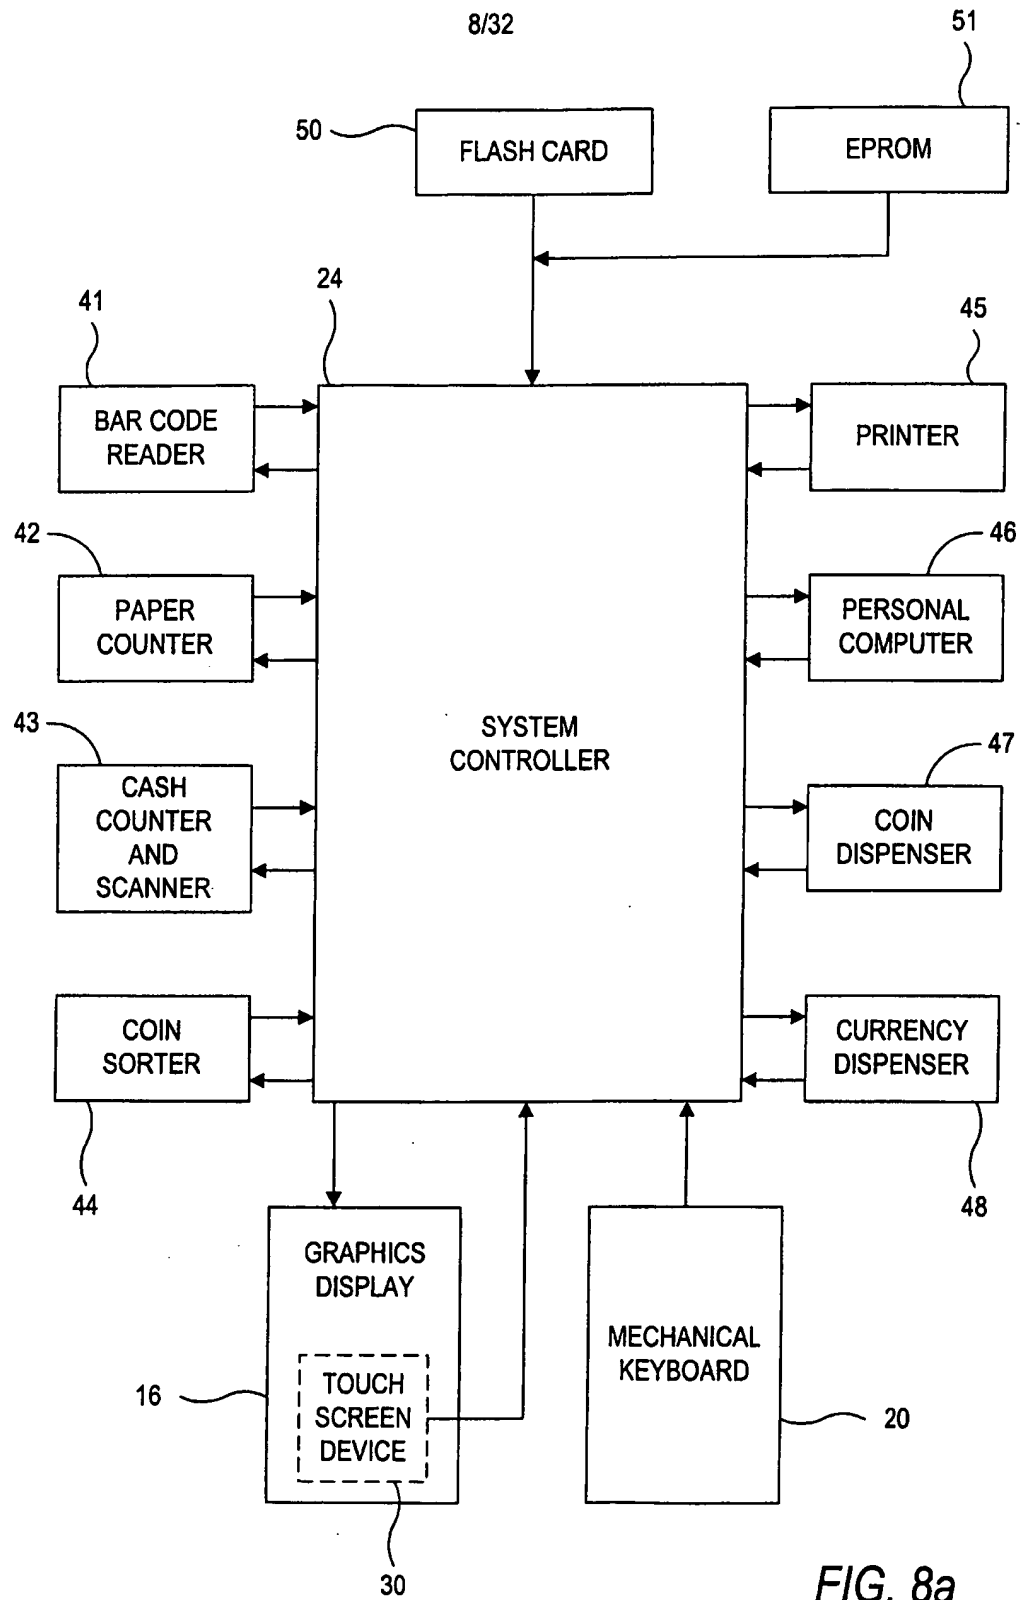 8/32
51
50
FLASH CARD
EPROM
24
41
45
BAR CODE
READER
PRINTER
42
46
PAPER
COUNTER
PERSONAL
COMPUTER
SYSTEM
CONTROLLER
43
47
CASH
COUNTER
AND
SCANNER
COIN
DISPENSER
COIN
SORTER
CURRENCY
DISPENSER
44
48
GRAPHICS
DISPLAY
MECHANICAL
KEYBOARD
16
TOUCH
SCREEN
DEVICE
20
30
FIG. 8a